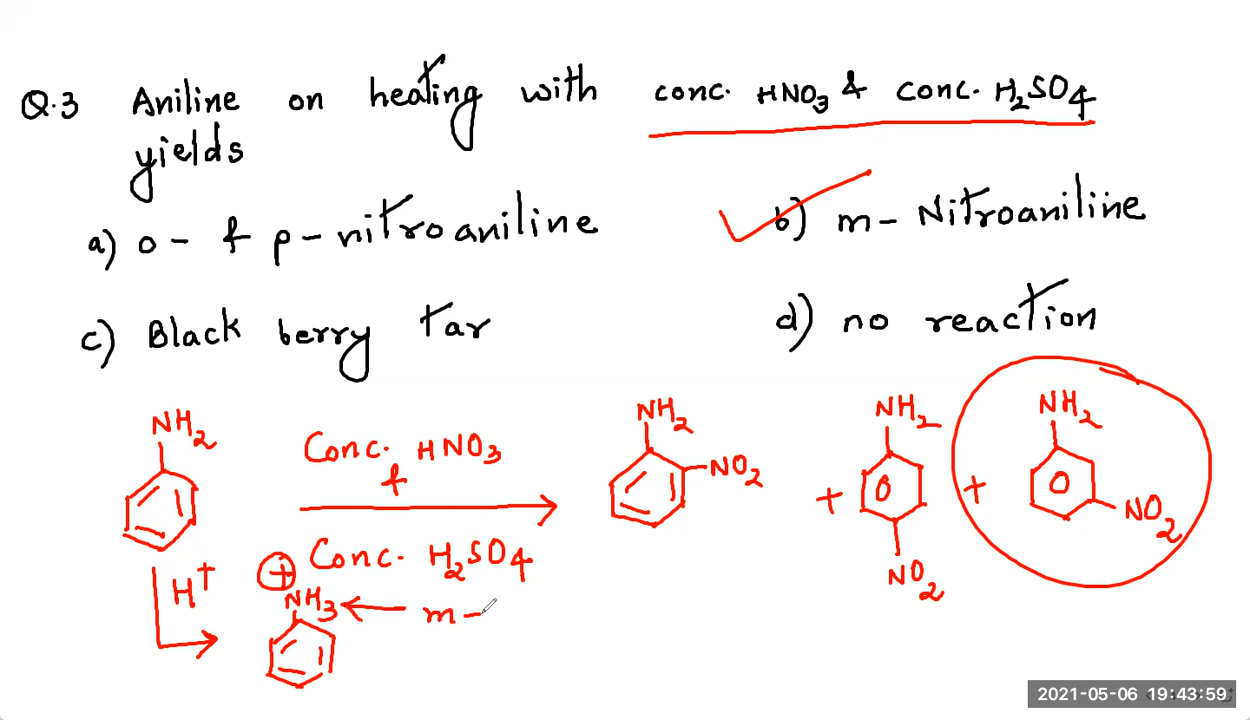 Q.3 Aniline on heating with conc. HNO3 & conc. H2SO4
yields
a) o- & p-nitroaniline
b) m-Nitroaniline
c) Black berry tar
d) no reaction
NH2
Conc. HNO3
+
Conc. H2SO4
NH2
NO2
+
NH2
NO2
+
NH2
NO2
H+
+
NH3 ← m-
2021-05-06 19:43:59